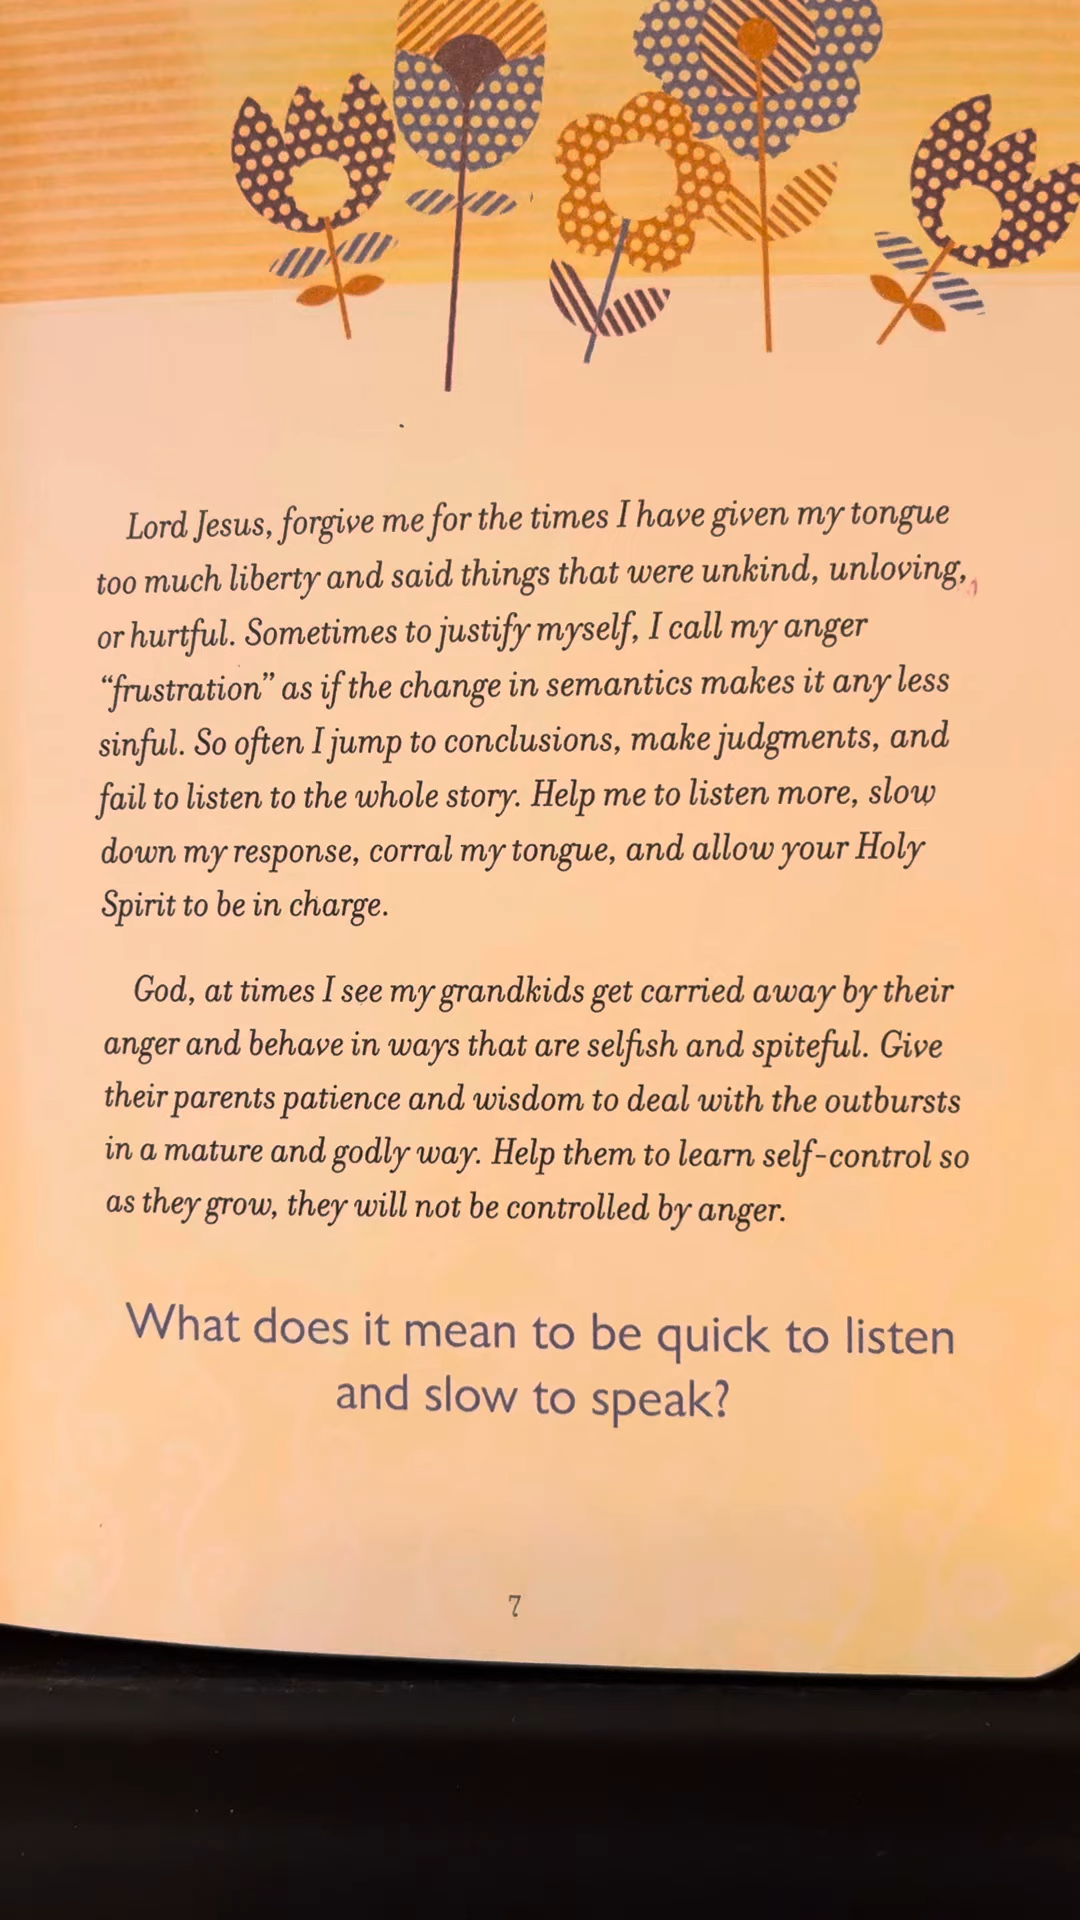 Lord Jesus, forgive me for the times I have given my tongue
too much liberty and said things that were unkind, unloving,
or hurtful. Sometimes to justify myself, I call my anger
“frustration” as if the change in semantics makes it any less
sinful. So often I jump to conclusions, make judgments, and
fail to listen to the whole story. Help me to listen more, slow
down my response, corral my tongue, and allow your Holy
Spirit to be in charge.
God, at times I see my grandkids get carried away by their
anger and behave in ways that are selfish and spiteful. Give
their parents patience and wisdom to deal with the outbursts
in a mature and godly way. Help them to learn self-control so
as they grow, they will not be controlled by anger.
What does it mean to be quick to listen
and slow to speak?
7